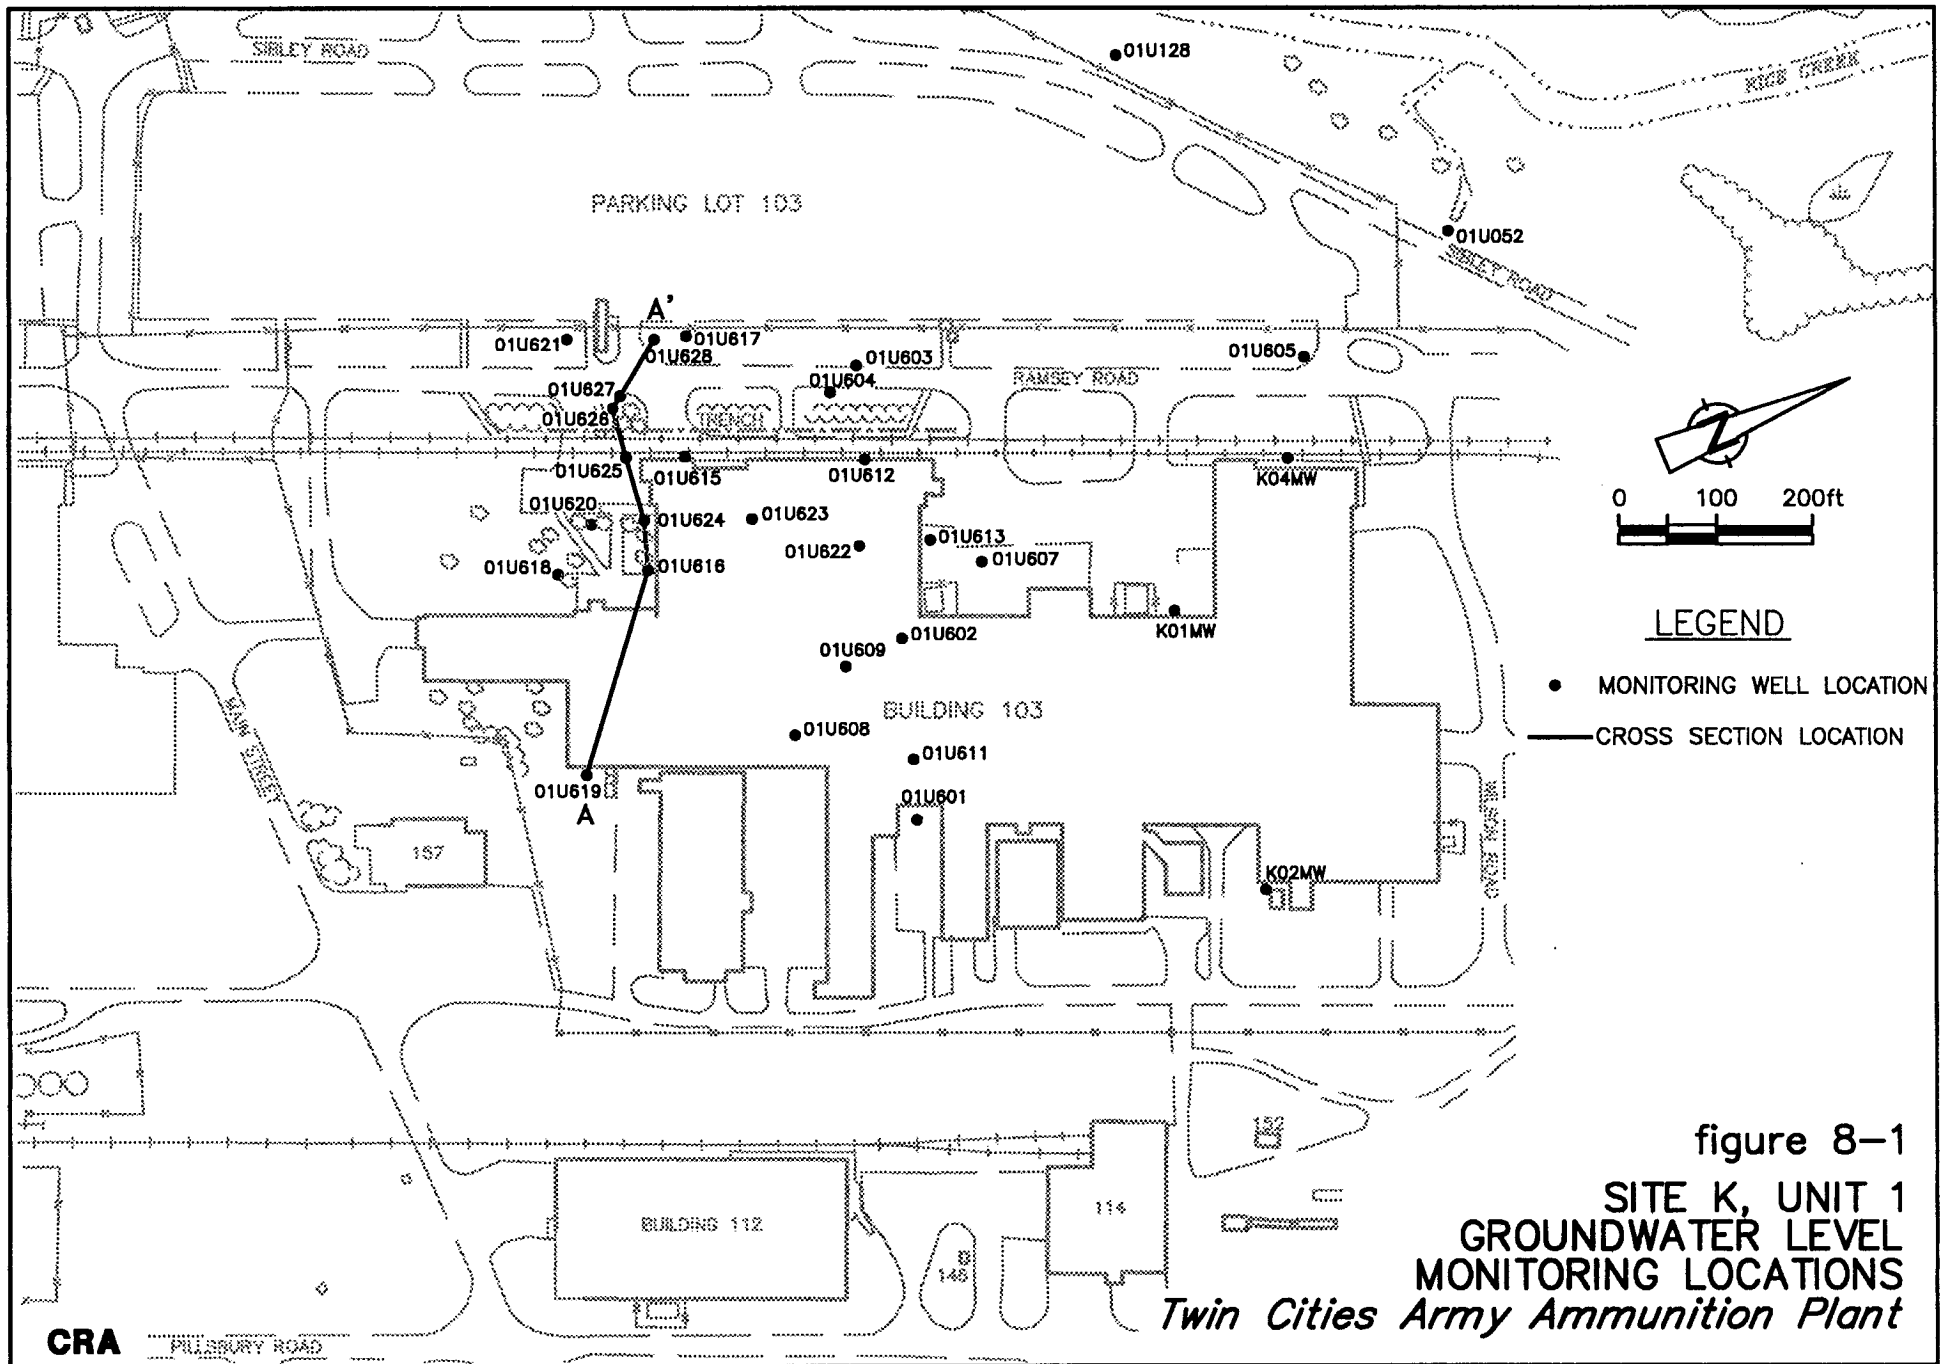 SIBLEY ROAD
01U128
RICE CREEK
PARKING LOT 103
01U052
SIBLEY ROAD
A'
01U621
01U617
01U628
01U603
01U605
01U604
RAMSEY ROAD
01U627
01U626
TRENCH
01U625
01U615
01U612
K04MW
N
0 100 200ft
01U620
01U624
01U623
01U622
01U613
01U607
01U618
01U616
K01MW
LEGEND
01U602
01U609
MONITORING WELL LOCATION
BUILDING 103
CROSS SECTION LOCATION
MAIN STREET
01U608
01U611
01U619
A
01U601
WILSON ROAD
157
K02MW
figure 8-1
SITE K, UNIT 1
GROUNDWATER LEVEL
MONITORING LOCATIONS
Twin Cities Army Ammunition Plant
BUILDING 112
114
CRA
PILLSBURY ROAD